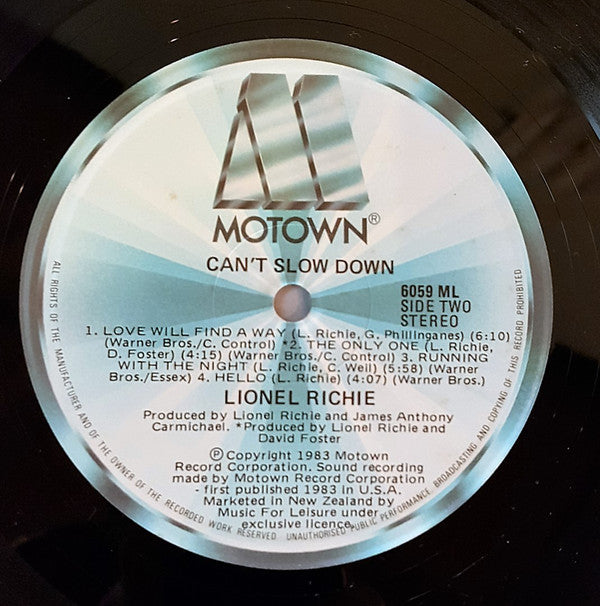 MOTOWN®
CAN'T SLOW DOWN
6059 ML
SIDE TWO
STEREO
1. LOVE WILL FIND A WAY (L. Richie, G. Phillinganes) (6:10)
(Warner Bros./C. Control) *2. THE ONLY ONE (L. Richie,
D. Foster) (4:15) (Warner Bros./C. Control) 3. RUNNING
WITH THE NIGHT (L. Richie, C. Weil) (5:58) (Warner
Bros./Essex) 4. HELLO (L. Richie) (4:07) (Warner Bros.)
LIONEL RICHIE
Produced by Lionel Richie and James Anthony
Carmichael. *Produced by Lionel Richie and
David Foster
Ⓟ Copyright 1983 Motown
Record Corporation. Sound recording
made by Motown Record Corporation
- first published 1983 in U.S.A.
Marketed in New Zealand by
Music For Leisure under
exclusive licence.
ALL RIGHTS OF THE MANUFACTURER AND OF THE OWNER OF THE RECORDED WORK RESERVED. UNAUTHORISED PUBLIC PERFORMANCE, BROADCASTING AND COPYING OF THIS RECORD PROHIBITED